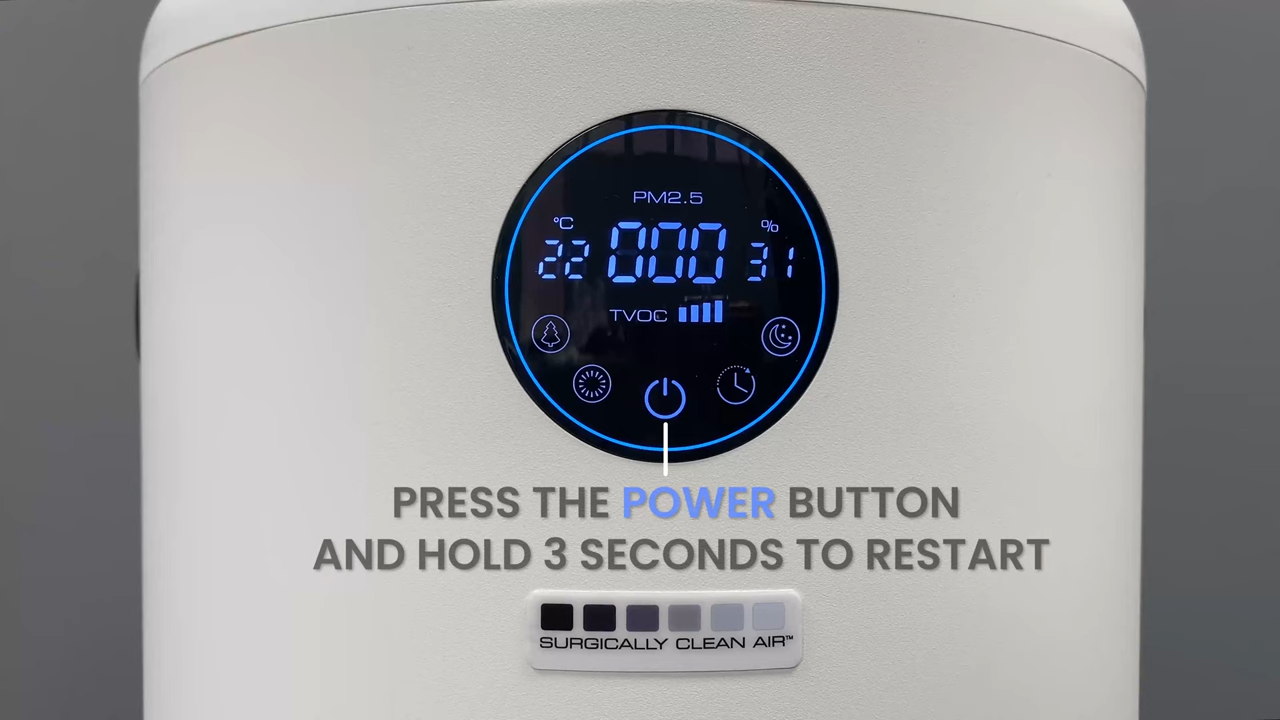 PM2.5
°C
%
22
000
31
TVOC
PRESS THE POWER BUTTON
AND HOLD 3 SECONDS TO RESTART
SURGICALLY CLEAN AIR™